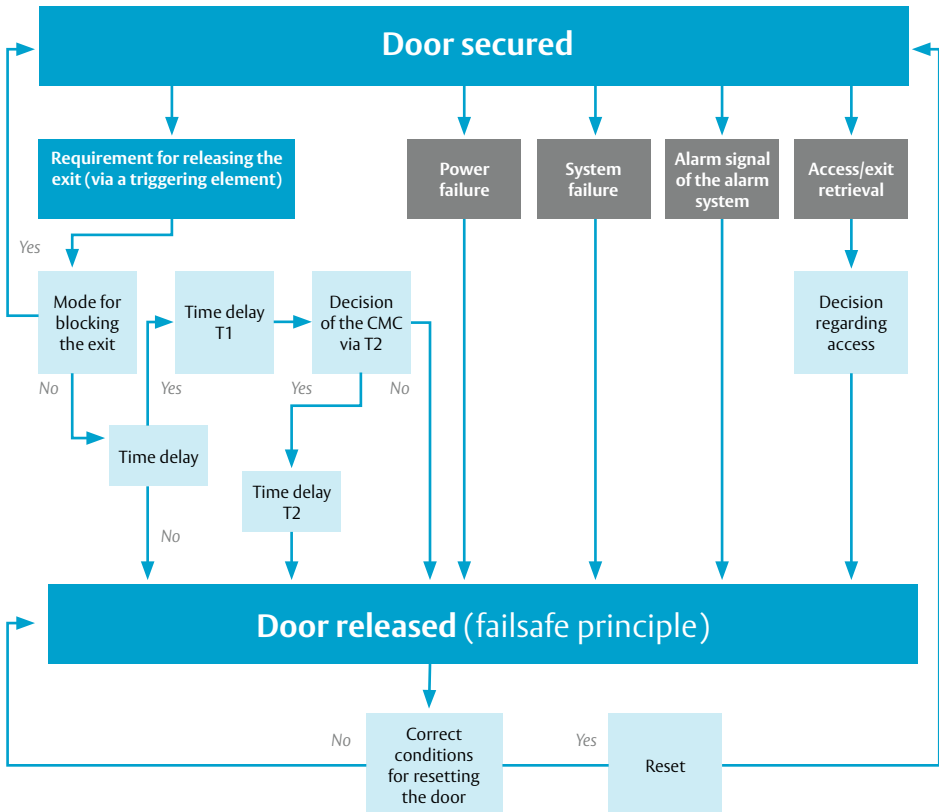 Door secured
Requirement for releasing the
exit (via a triggering element)
Power
failure
System
failure
Alarm signal
of the alarm
system
Access/exit
retrieval
Yes
Mode for
blocking
the exit
Time delay
T1
Decision
of the CMC
via T2
Decision
regarding
access
No
Yes
Yes
No
Time delay
Time delay
T2
No
Door released (failsafe principle)
No
Correct
conditions
for resetting
the door
Yes
Reset